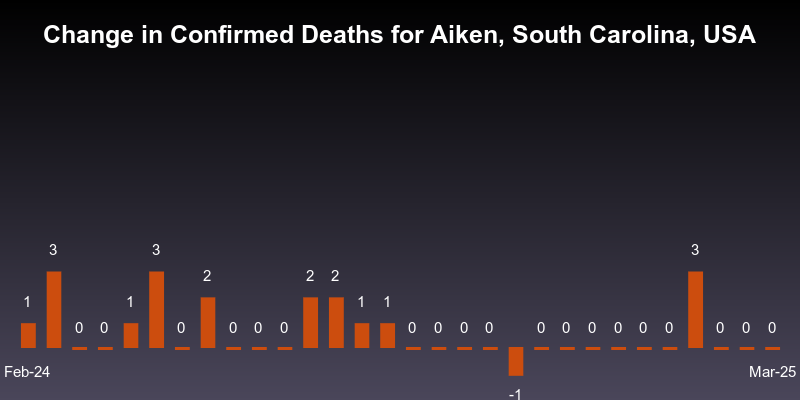 Change in Confirmed Deaths for Aiken, South Carolina, USA
1 3 0 0 1 3 0 2 0 0 0 2 2 1 1 0 0 0 0 -1 0 0 0 0 0 0 3 0 0 0
Feb-24 Mar-25